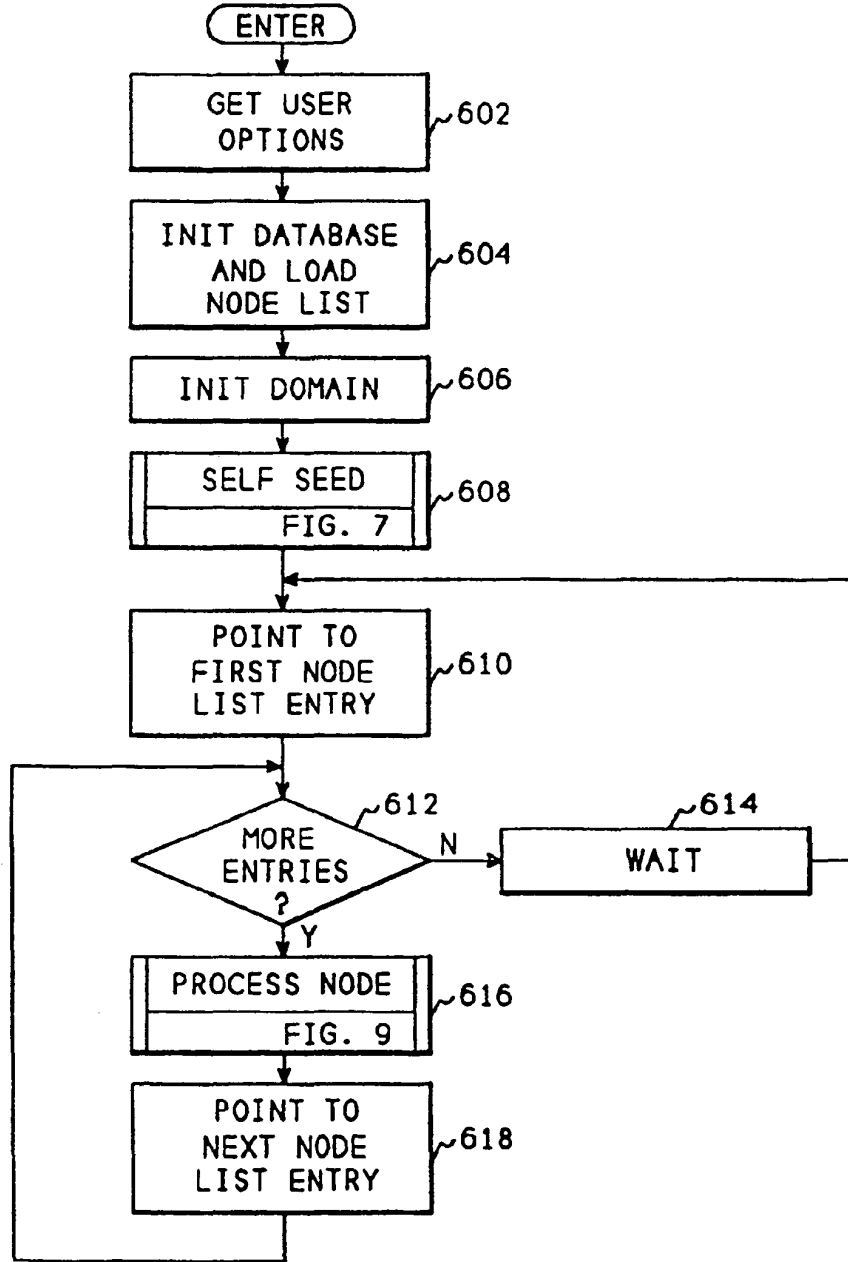 ENTER
GET USER
OPTIONS
602
INIT DATABASE
AND LOAD
NODE LIST
604
INIT DOMAIN
606
SELF SEED
FIG. 7
608
POINT TO
FIRST NODE
LIST ENTRY
610
612
MORE
ENTRIES
?
N
Y
614
WAIT
PROCESS NODE
FIG. 9
616
POINT TO
NEXT NODE
LIST ENTRY
618